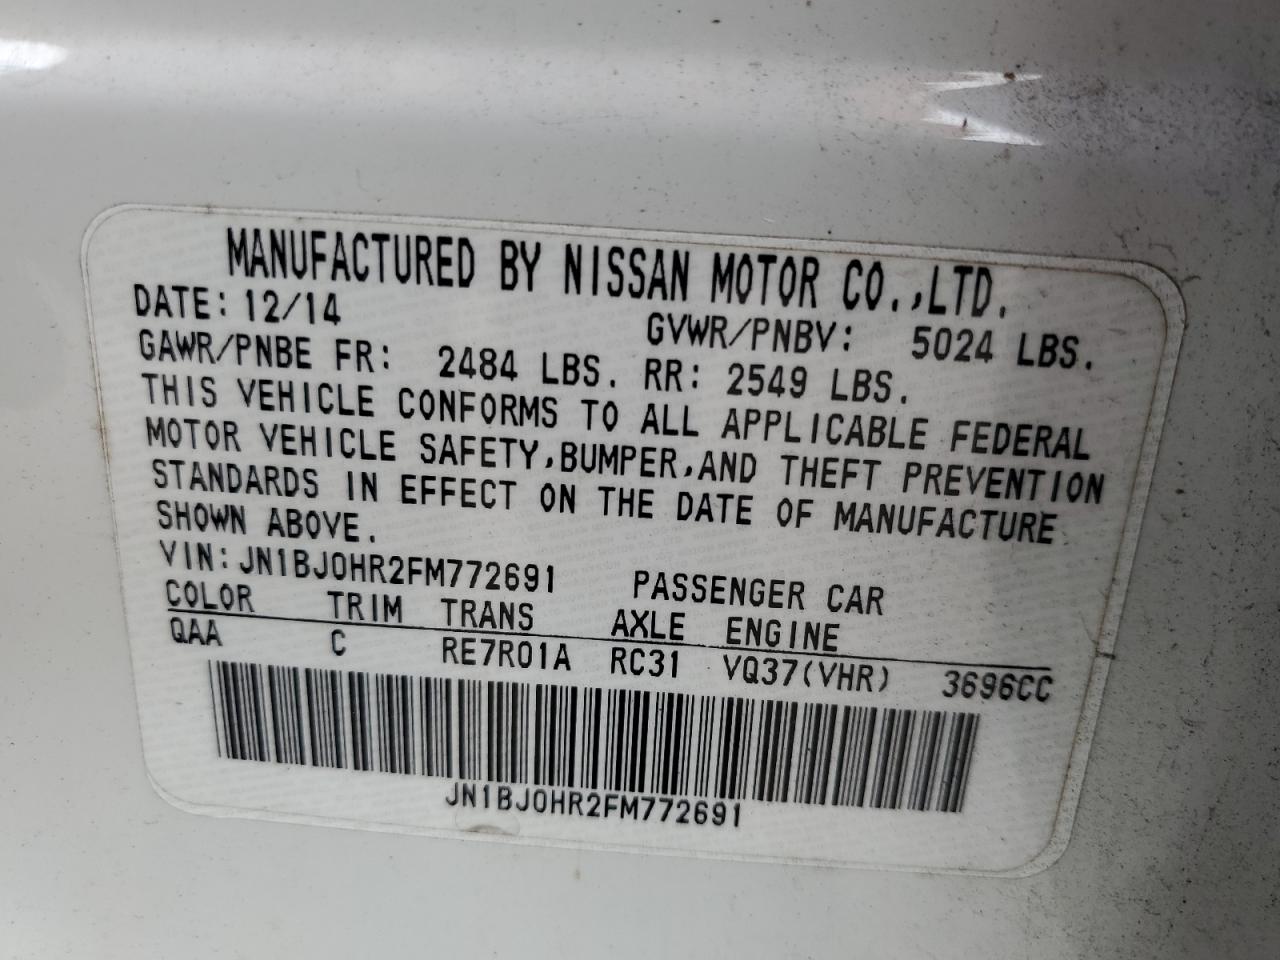 MANUFACTURED BY NISSAN MOTOR CO.,LTD.
DATE: 12/14 GVWR/PNBV: 5024 LBS.
GAWR/PNBE FR: 2484 LBS. RR: 2549 LBS.
THIS VEHICLE CONFORMS TO ALL APPLICABLE FEDERAL
MOTOR VEHICLE SAFETY,BUMPER,AND THEFT PREVENTION
STANDARDS IN EFFECT ON THE DATE OF MANUFACTURE
SHOWN ABOVE.
VIN:JN1BJ0HR2FM772691 PASSENGER CAR
COLOR TRIM TRANS AXLE ENGINE
QAA C RE7R01A RC31 VQ37(VHR) 3696CC
JN1BJ0HR2FM772691